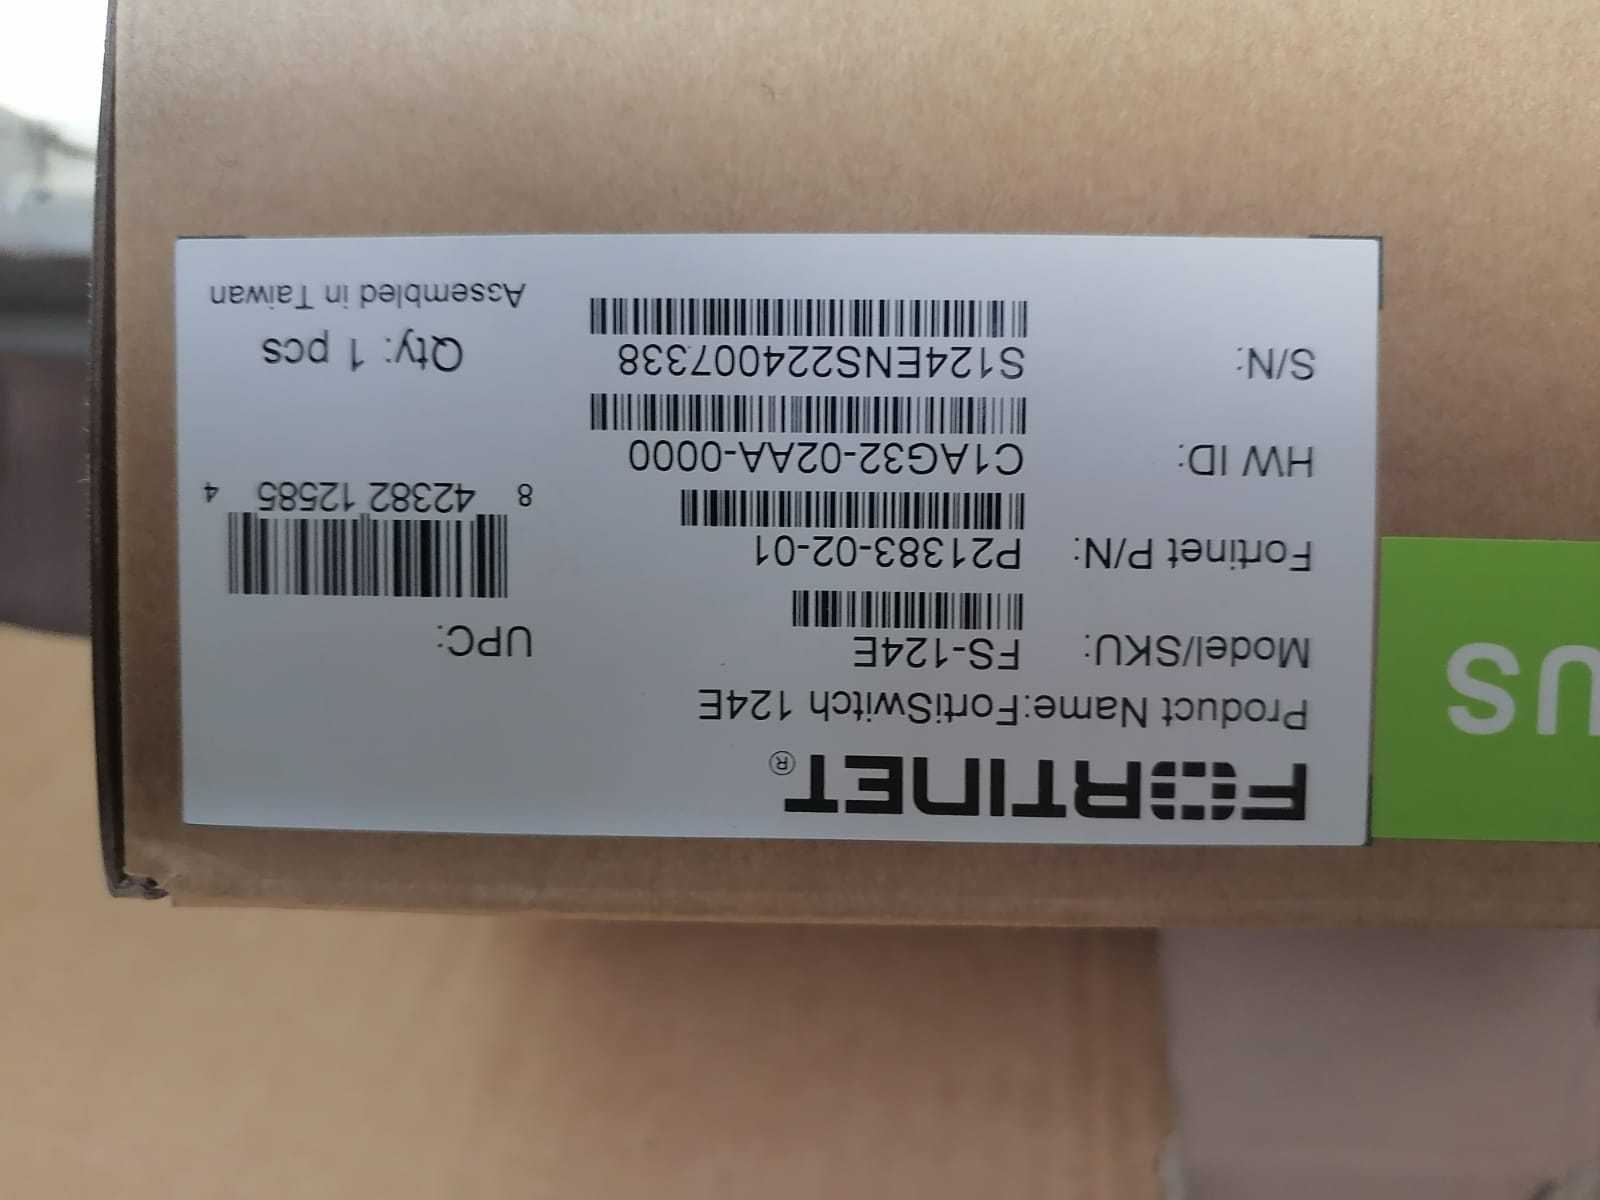 FORTINET®
Product Name:FortiSwitch 124E
Model/SKU: FS-124E
Fortinet P/N: P21383-02-01
HW ID: C1AG32-02AA-0000
S/N: S124ENS224007338
UPC:
8 42382 12585 4
Qty: 1 pcs
Assembled in Taiwan
US